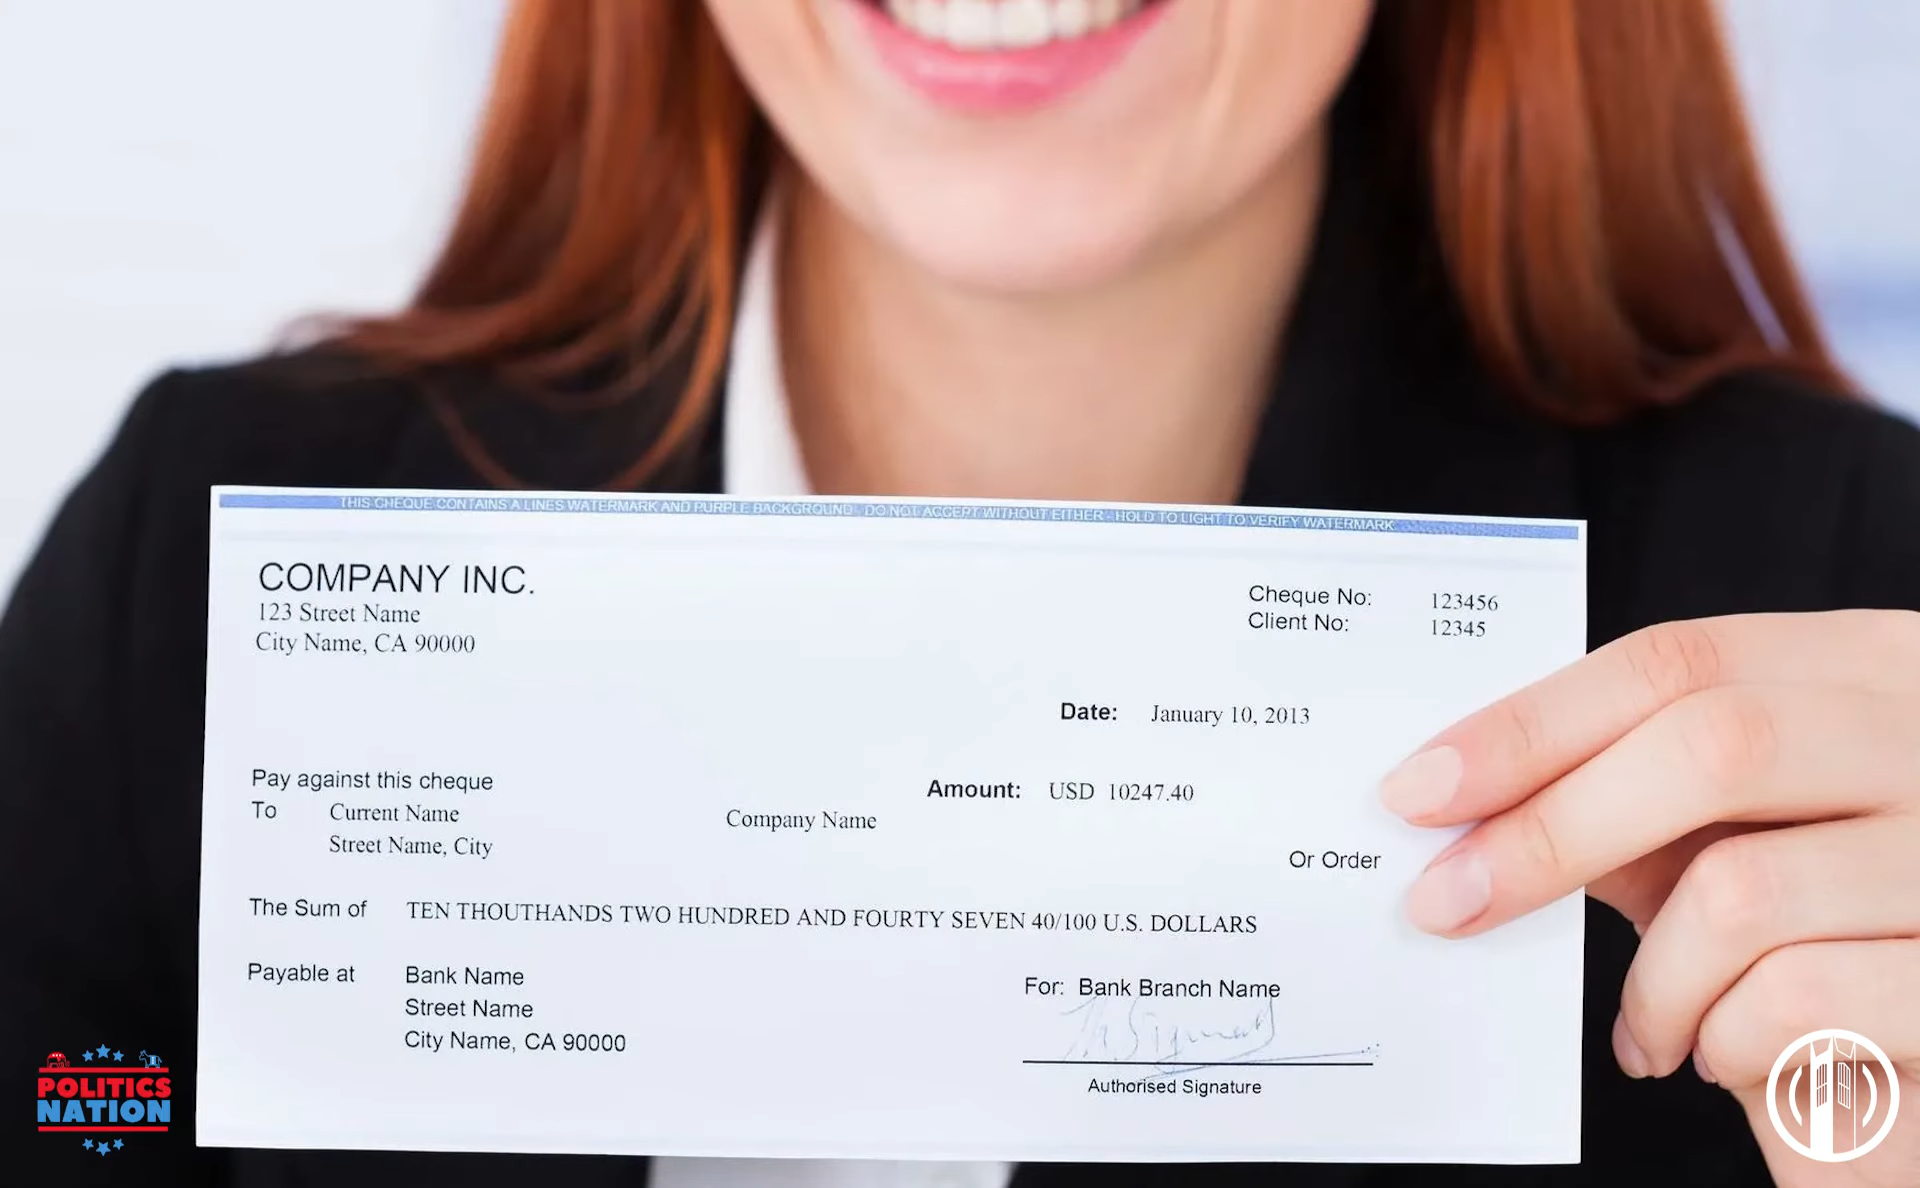 THIS CHEQUE CONTAINS A LINES WATERMARK AND PURPLE BACKGROUND - DO NOT ACCEPT WITHOUT EITHER - HOLD TO LIGHT TO VERIFY WATERMARK
COMPANY INC.
123 Street Name
City Name, CA 90000
Cheque No: 123456
Client No: 12345
Date: January 10, 2013
Pay against this cheque
Amount: USD 10247.40
To Current Name Company Name
Street Name, City
Or Order
The Sum of TEN THOUTHANDS TWO HUNDRED AND FOURTY SEVEN 40/100 U.S. DOLLARS
Payable at Bank Name
Street Name
City Name, CA 90000
For: Bank Branch Name
Authorised Signature
POLITICS
NATION